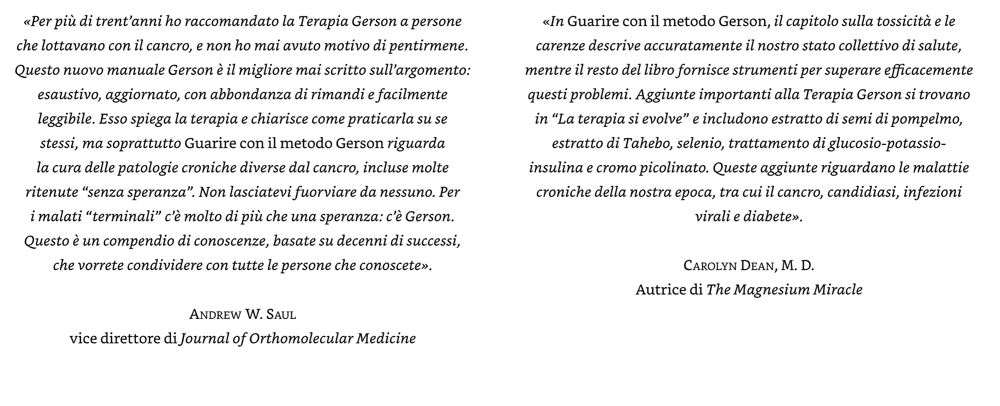 «Per più di trent’anni ho raccomandato la Terapia Gerson a persone
che lottavano con il cancro, e non ho mai avuto motivo di pentirmene.
Questo nuovo manuale Gerson è il migliore mai scritto sull’argomento:
esaustivo, aggiornato, con abbondanza di rimandi e facilmente
leggibile. Esso spiega la terapia e chiarisce come praticarla su se
stessi, ma soprattutto Guarire con il metodo Gerson riguarda
la cura delle patologie croniche diverse dal cancro, incluse molte
ritenute “senza speranza”. Non lasciatevi fuorviare da nessuno. Per
i malati “terminali” c’è molto di più che una speranza: c’è Gerson.
Questo è un compendio di conoscenze, basate su decenni di successi,
che vorrete condividere con tutte le persone che conoscete».
Andrew W. Saul
vice direttore di Journal of Orthomolecular Medicine
«In Guarire con il metodo Gerson, il capitolo sulla tossicità e le
carenze descrive accuratamente il nostro stato collettivo di salute,
mentre il resto del libro fornisce strumenti per superare efficacemente
questi problemi. Aggiunte importanti alla Terapia Gerson si trovano
in “La terapia si evolve” e includono estratto di semi di pompelmo,
estratto di Tahebo, selenio, trattamento di glucosio-potassio-
insulina e cromo picolinato. Queste aggiunte riguardano le malattie
croniche della nostra epoca, tra cui il cancro, candidiasi, infezioni
virali e diabete».
Carolyn Dean, M. D.
Autrice di The Magnesium Miracle